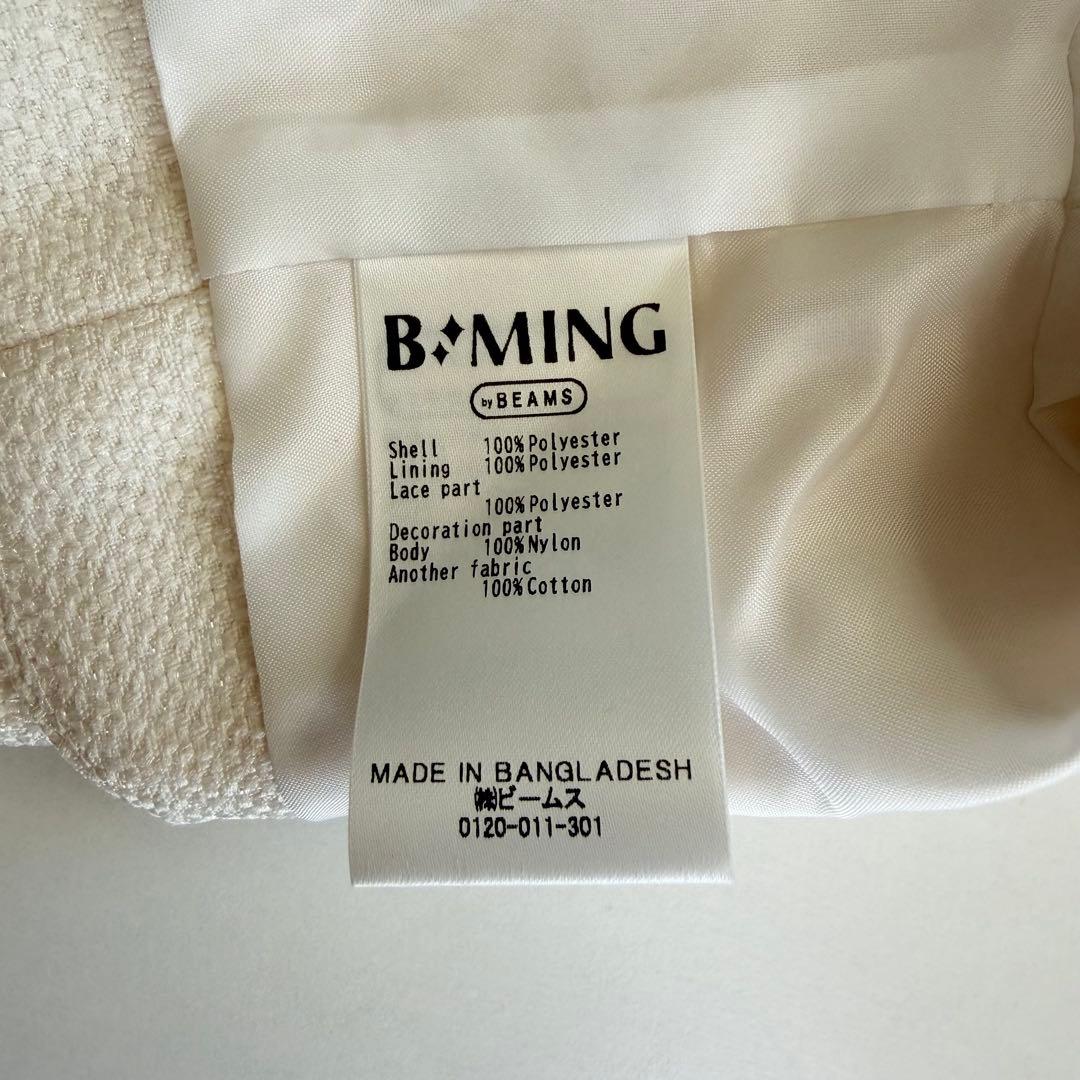 B:MING
by BEAMS
Shell 100%Polyester
Lining 100%Polyester
Lace part
100%Polyester
Decoration part
Body 100%Nylon
Another fabric
100%Cotton
MADE IN BANGLADESH
㈱ビームス
0120-011-301